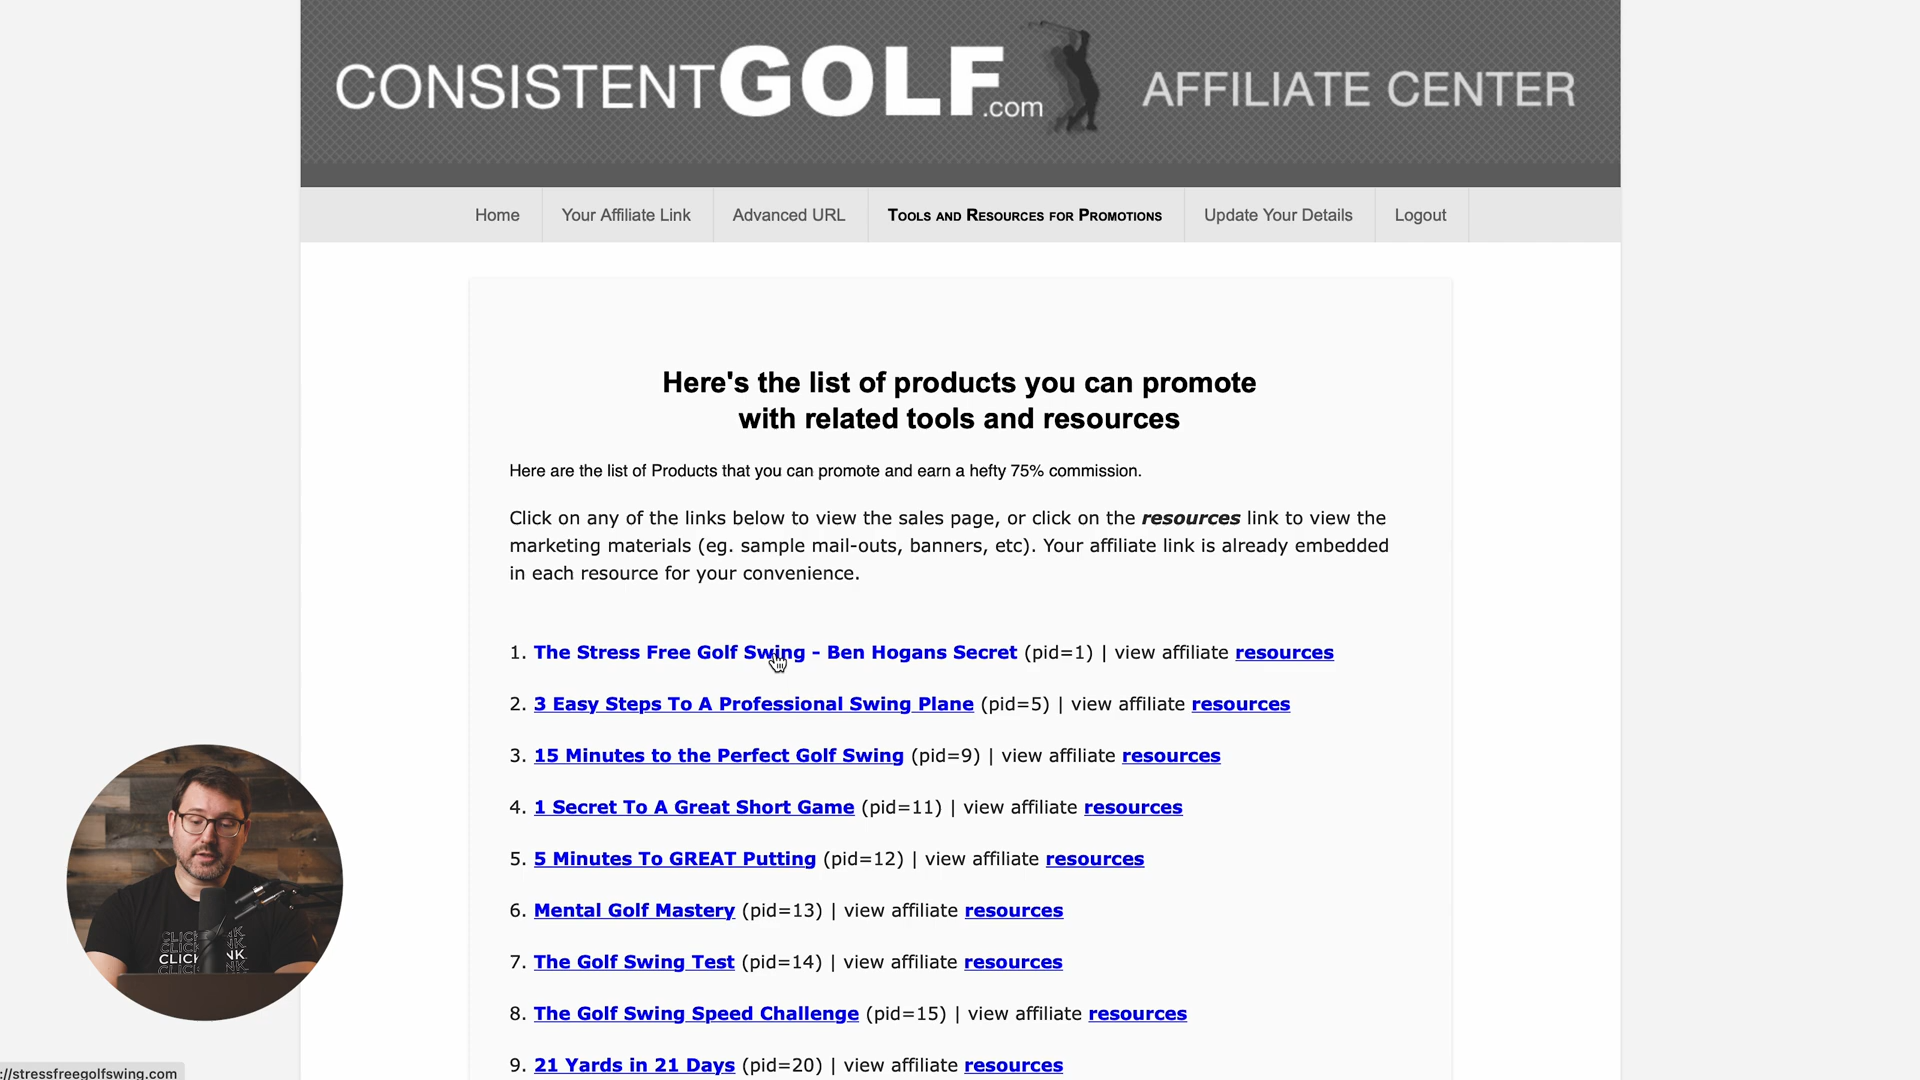 CONSISTENTGOLF.com AFFILIATE CENTER
Home Your Affiliate Link Advanced URL Tools and Resources for Promotions Update Your Details Logout
Here's the list of products you can promote
with related tools and resources
Here are the list of Products that you can promote and earn a hefty 75% commission.
Click on any of the links below to view the sales page, or click on the resources link to view the
marketing materials (eg. sample mail-outs, banners, etc). Your affiliate link is already embedded
in each resource for your convenience.
1. The Stress Free Golf Swing - Ben Hogans Secret (pid=1) | view affiliate resources
2. 3 Easy Steps To A Professional Swing Plane (pid=5) | view affiliate resources
3. 15 Minutes to the Perfect Golf Swing (pid=9) | view affiliate resources
4. 1 Secret To A Great Short Game (pid=11) | view affiliate resources
5. 5 Minutes To GREAT Putting (pid=12) | view affiliate resources
6. Mental Golf Mastery (pid=13) | view affiliate resources
7. The Golf Swing Test (pid=14) | view affiliate resources
8. The Golf Swing Speed Challenge (pid=15) | view affiliate resources
9. 21 Yards in 21 Days (pid=20) | view affiliate resources
://stressfreegolfswing.com